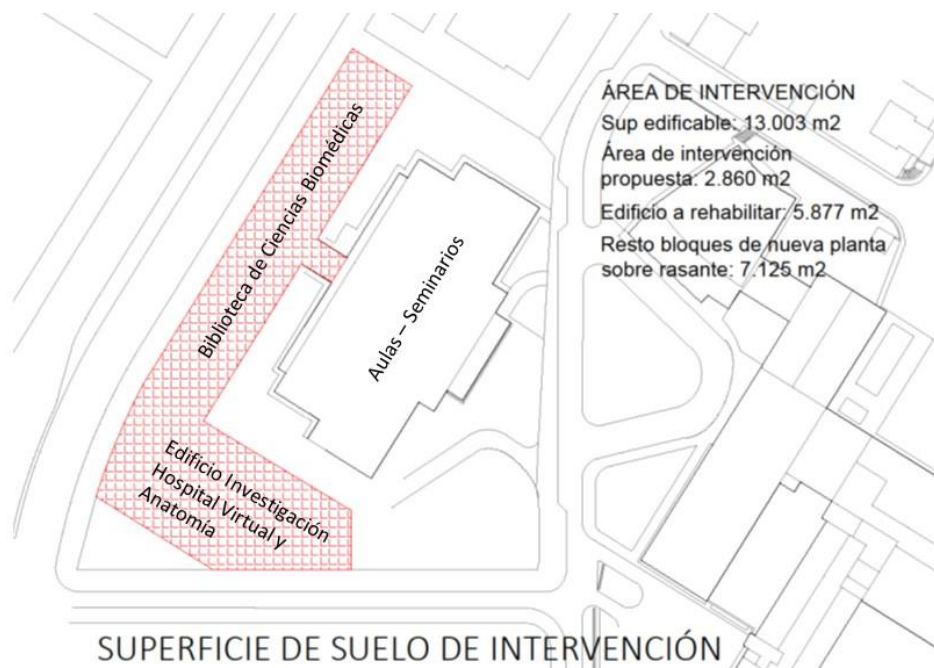 ÁREA DE INTERVENCIÓN
Sup edificable: 13.003 m2
Área de intervención
propuesta: 2.860 m2
Edificio a rehabilitar: 5.877 m2
Resto bloques de nueva planta
sobre rasante: 7.125 m2
Biblioteca de Ciencias Biomédicas
Aulas – Seminarios
Edificio Investigación
Hospital Virtual y
Anatomía
SUPERFICIE DE SUELO DE INTERVENCIÓN